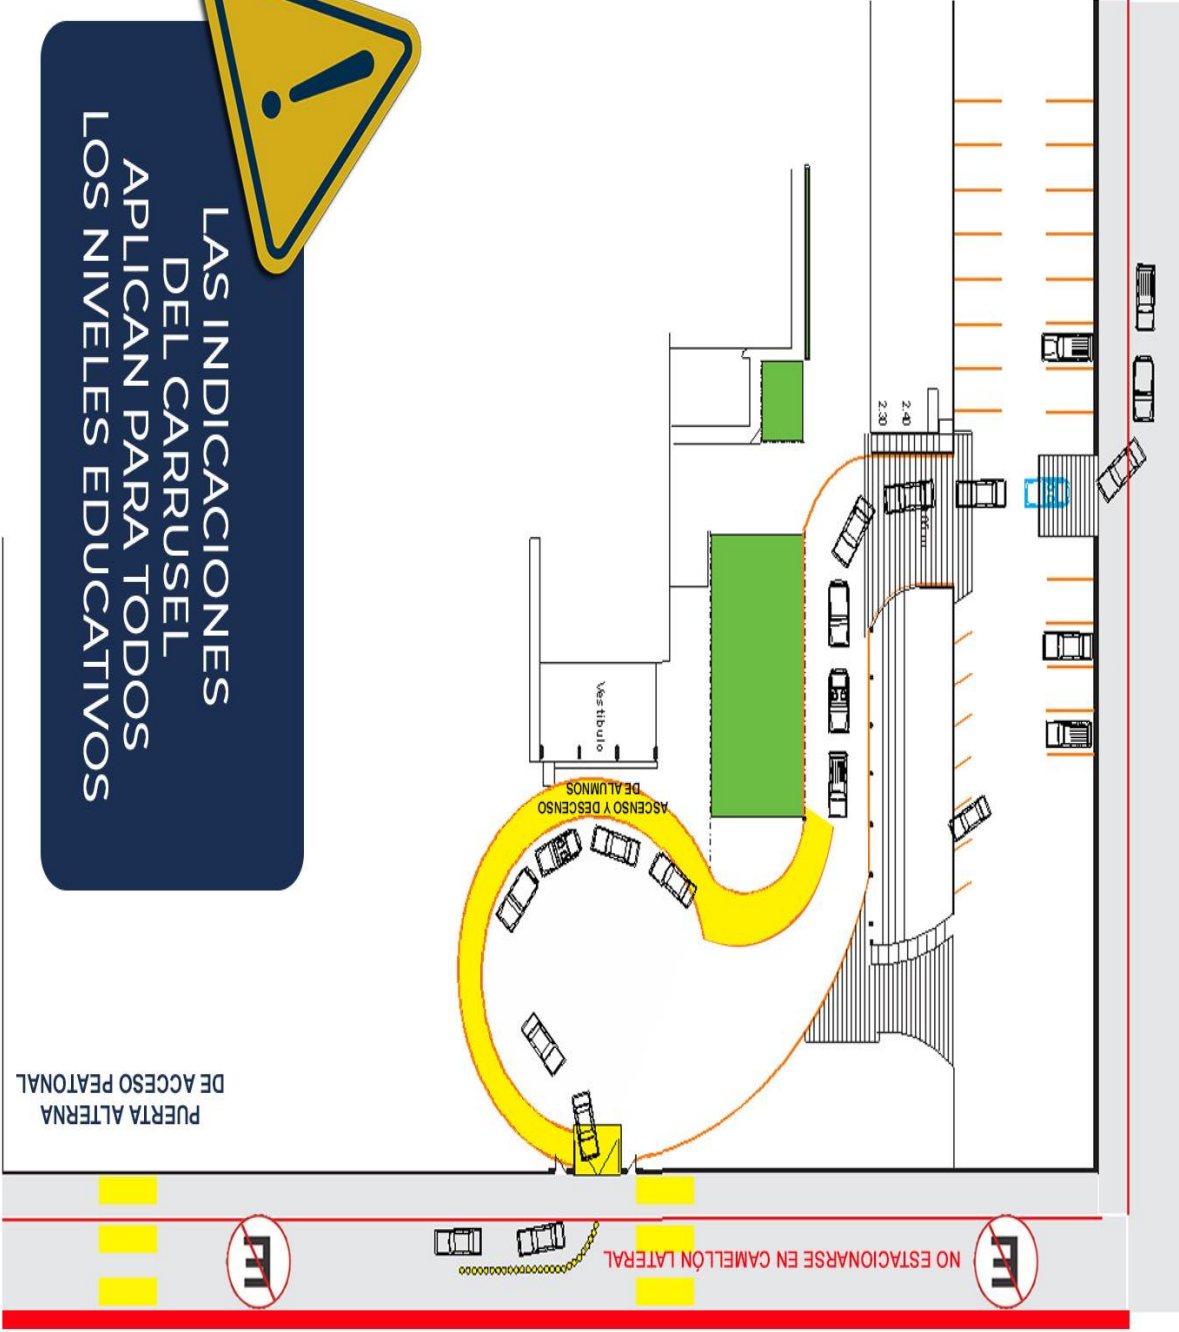 LAS INDICACIONES
DEL CARRUSEL
APLICAN PARA TODOS
LOS NIVELES EDUCATIVOS
2.40
2.30
Vestibulo
ASCENSO Y DESCENSO
DE ALUMNOS
PUERTA ALTERNA
DE ACCESO PEATONAL
E
NO ESTACIONARSE EN CAMELLÓN LATERAL
E